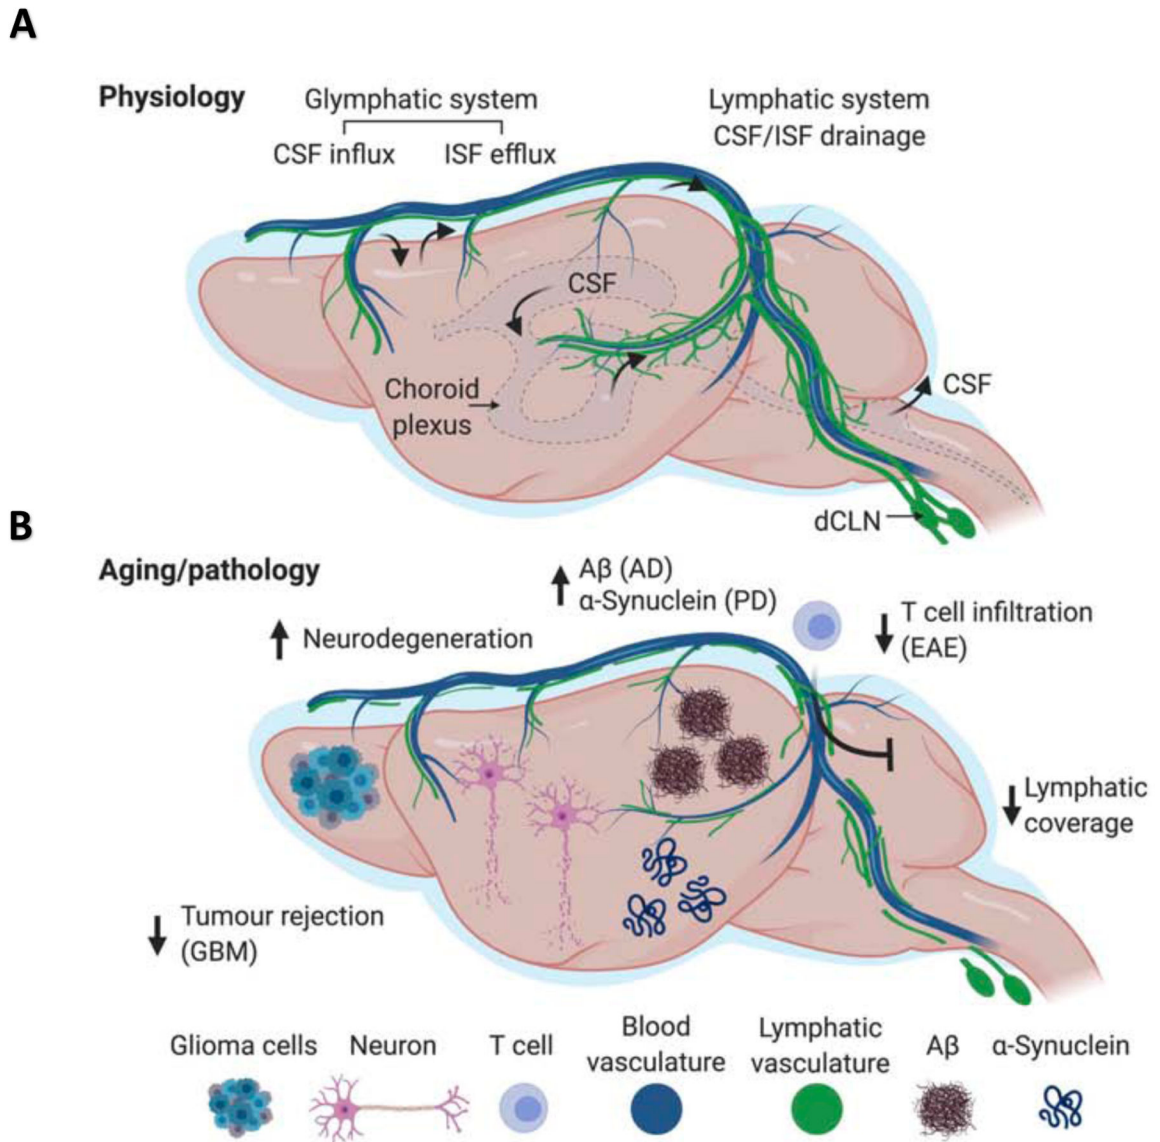 A
Physiology
Glymphatic system
CSF influx
ISF efflux
Lymphatic system
CSF/ISF drainage
CSF
Choroid
plexus
CSF
dCLN
B
Aging/pathology
Aβ (AD)
α-Synuclein (PD)
Neurodegeneration
T cell infiltration
(EAE)
Lymphatic
coverage
Tumour rejection
(GBM)
Glioma cells
Neuron
T cell
Blood
vasculature
Lymphatic
vasculature
Aβ
α-Synuclein